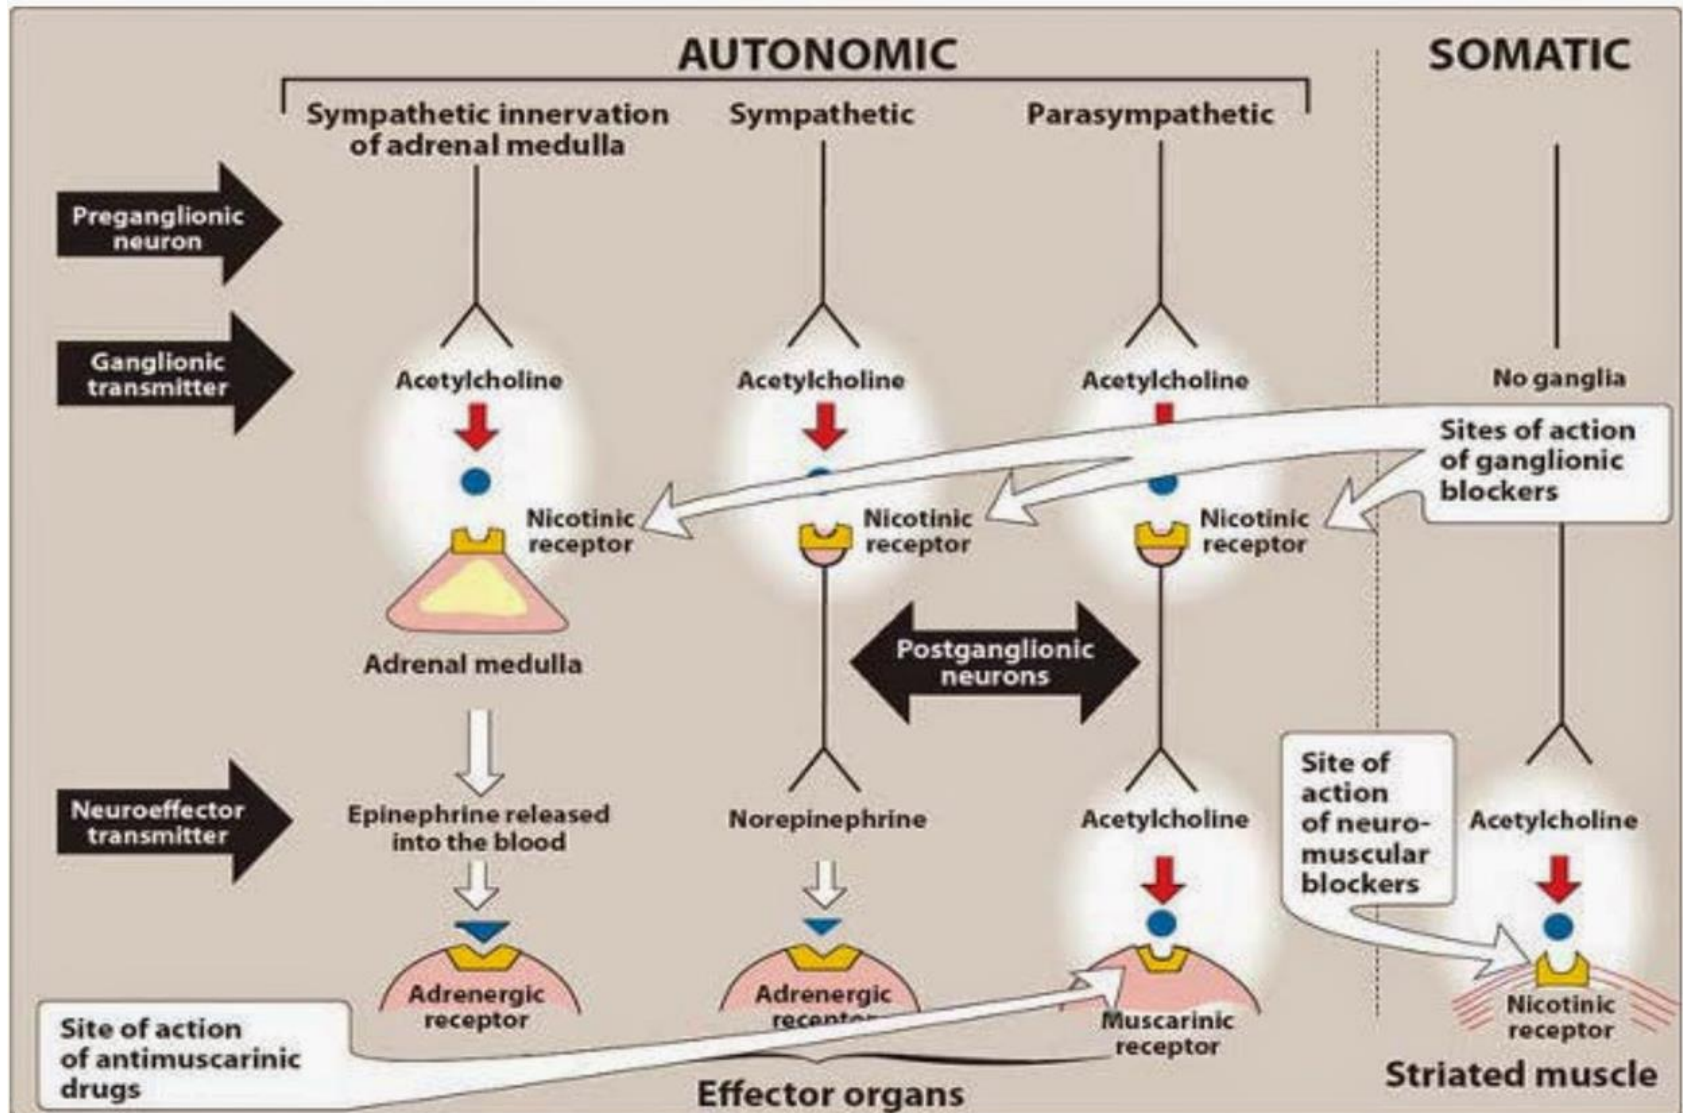 AUTONOMIC
SOMATIC
Sympathetic innervation
of adrenal medulla
Sympathetic
Parasympathetic
Preganglionic
neuron
Ganglionic
transmitter
Acetylcholine
Acetylcholine
Acetylcholine
No ganglia
Sites of action
of ganglionic
blockers
Nicotinic
receptor
Nicotinic
receptor
Nicotinic
receptor
Adrenal medulla
Postganglionic
neurons
Neuroeffector
transmitter
Epinephrine released
into the blood
Norepinephrine
Acetylcholine
Site of
action
of neuro-
muscular
blockers
Acetylcholine
Adrenergic
receptor
Adrenergic
receptor
Muscarinic
receptor
Nicotinic
receptor
Site of action
of antimuscarinic
drugs
Effector organs
Striated muscle